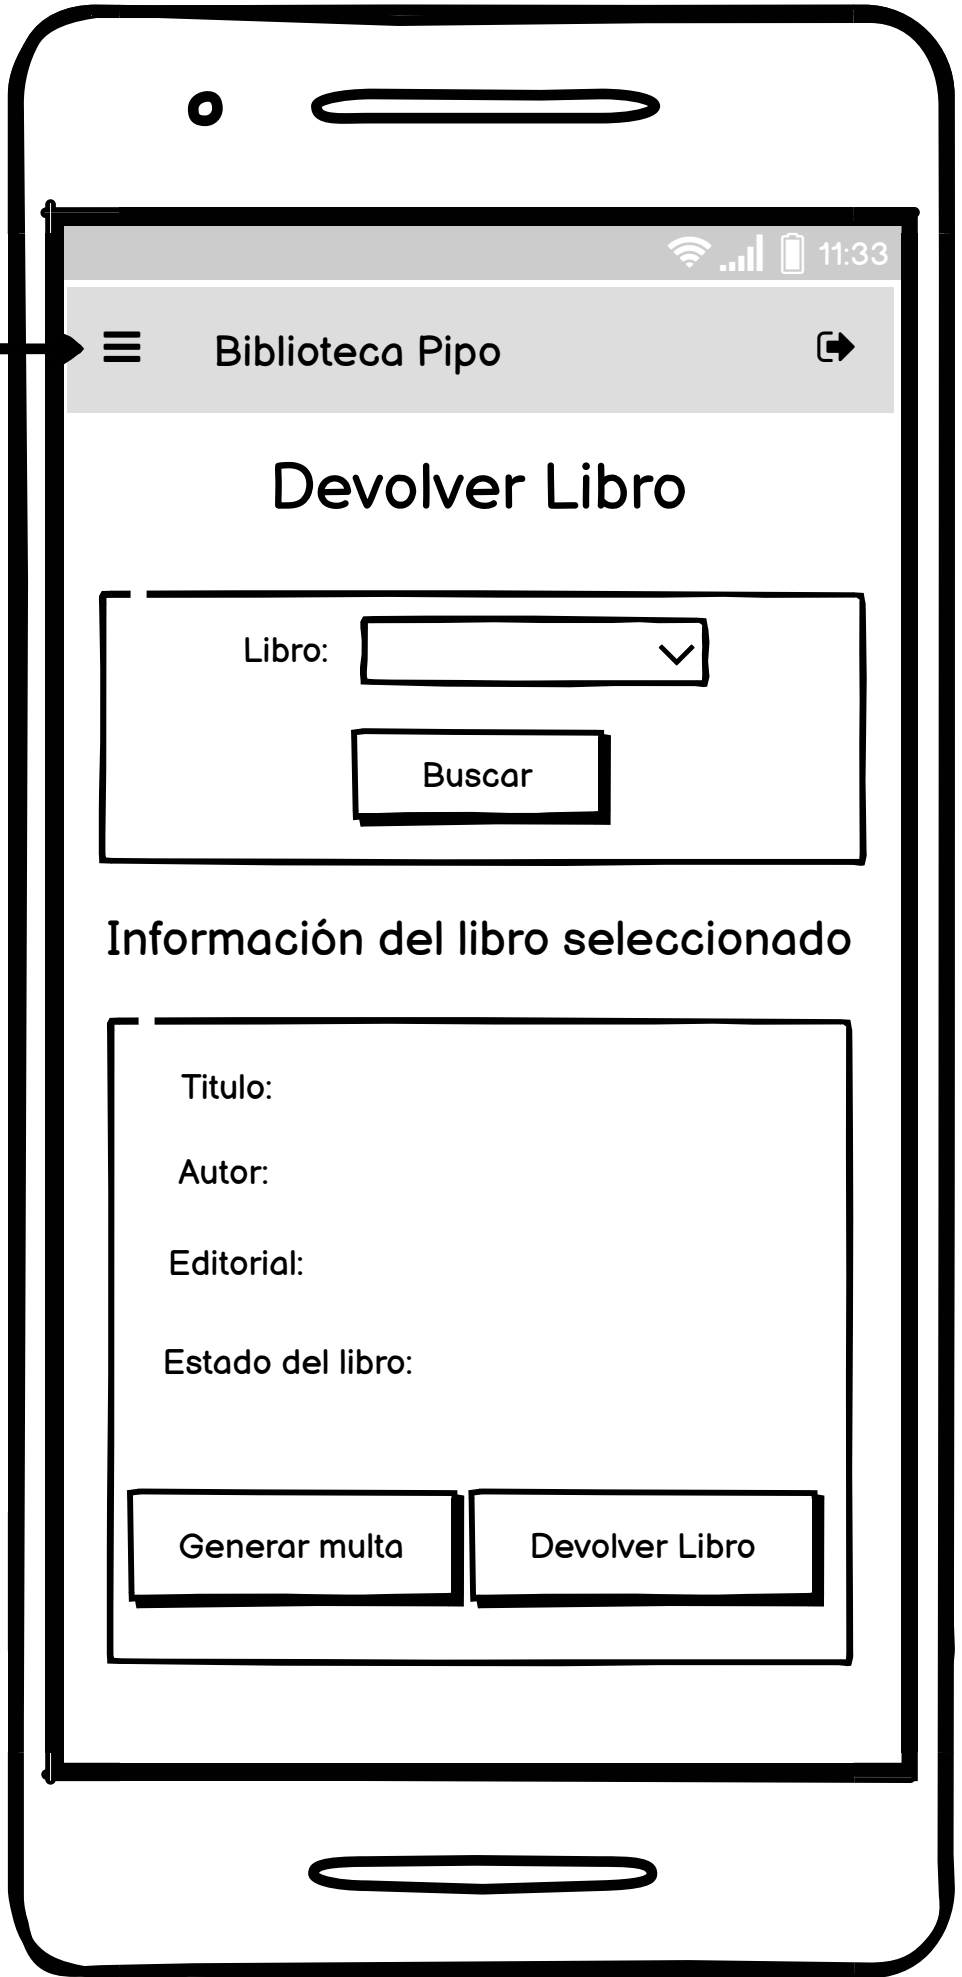 11:33
Biblioteca Pipo
Devolver Libro
Libro:
Buscar
Información del libro seleccionado
Titulo:
Autor:
Editorial:
Estado del libro:
Generar multa
Devolver Libro